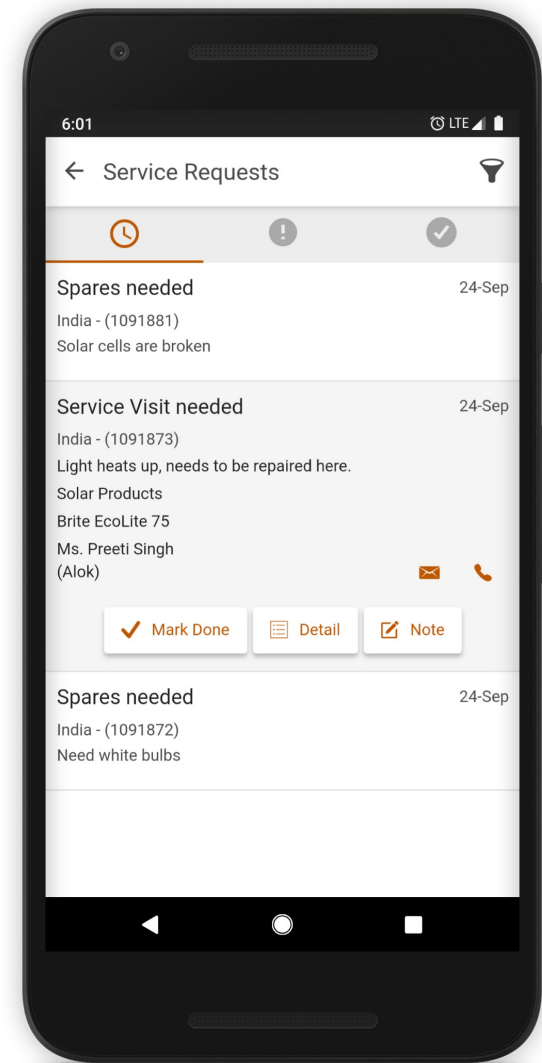 6:01 LTE
Service Requests
Spares needed 24-Sep
India - (1091881)
Solar cells are broken
Service Visit needed 24-Sep
India - (1091873)
Light heats up, needs to be repaired here.
Solar Products
Brite EcoLite 75
Ms. Preeti Singh
(Alok)
Mark Done Detail Note
Spares needed 24-Sep
India - (1091872)
Need white bulbs